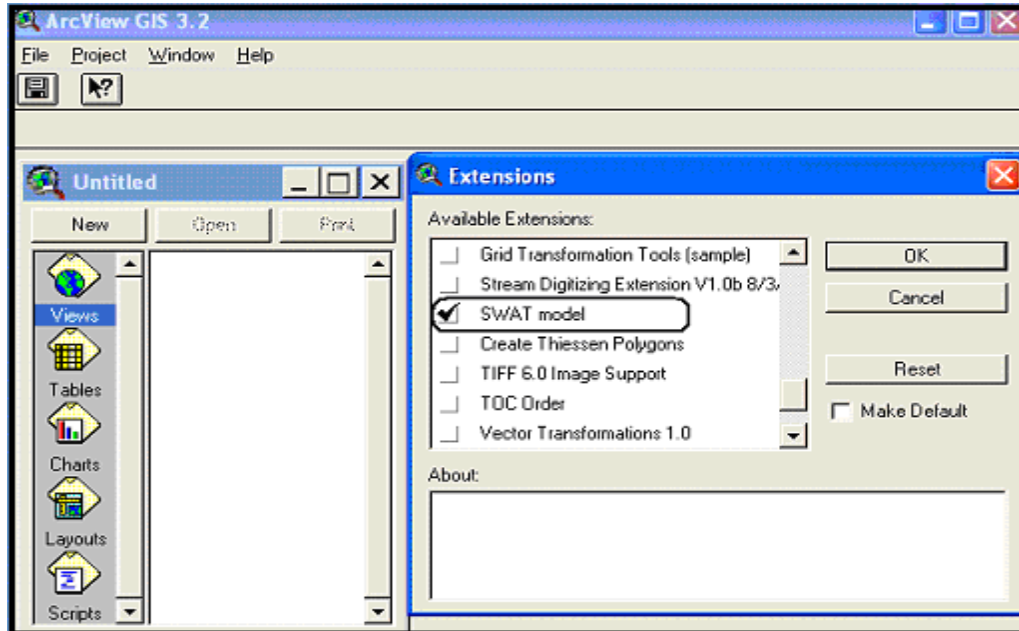 ArcView GIS 3.2
File Project Window Help
Untitled
New Open Print
Views
Tables
Charts
Layouts
Scripts
Extensions
Available Extensions:
Grid Transformation Tools (sample)
Stream Digitizing Extension V1.0b 8/3/
SWAT model
Create Thiessen Polygons
TIFF 6.0 Image Support
TOC Order
Vector Transformations 1.0
OK
Cancel
Reset
Make Default
About: